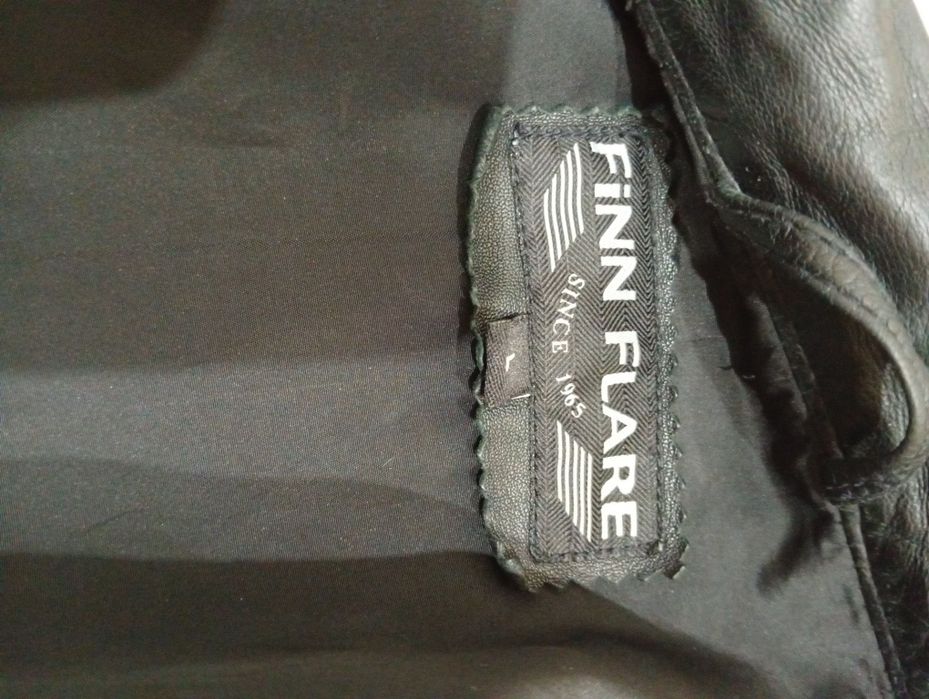 FiNN FLARE
SINCE 1965
L